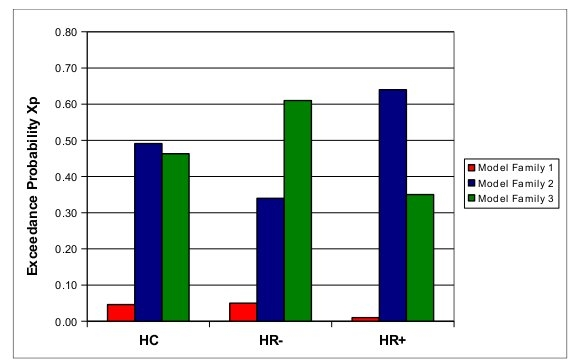 0.80
0.70
0.60
0.50
0.40
0.30
0.20
0.10
0.00
Exceedance Probability Xp
HC
HR-
HR+
Model Family 1
Model Family 2
Model Family 3